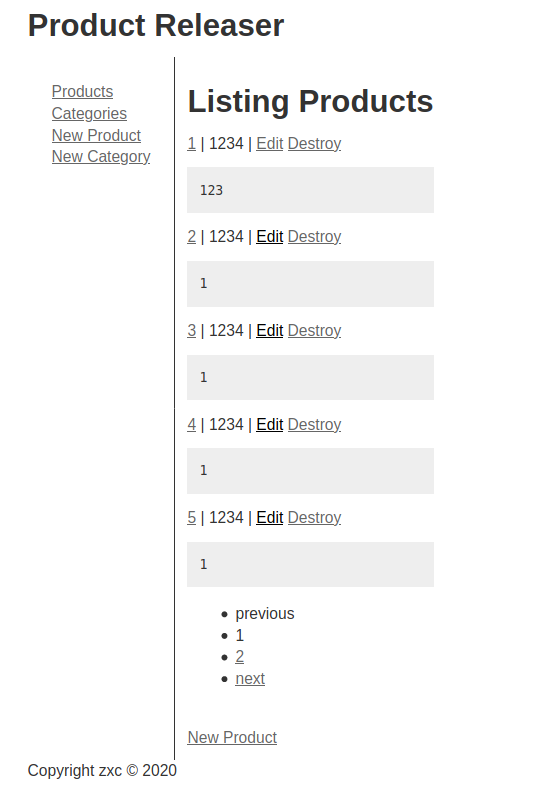 Product Releaser
Products
Categories
New Product
New Category
Listing Products
1 | 1234 | Edit Destroy
123
2 | 1234 | Edit Destroy
1
3 | 1234 | Edit Destroy
1
4 | 1234 | Edit Destroy
1
5 | 1234 | Edit Destroy
1
previous
1
2
next
New Product
Copyright zxc © 2020